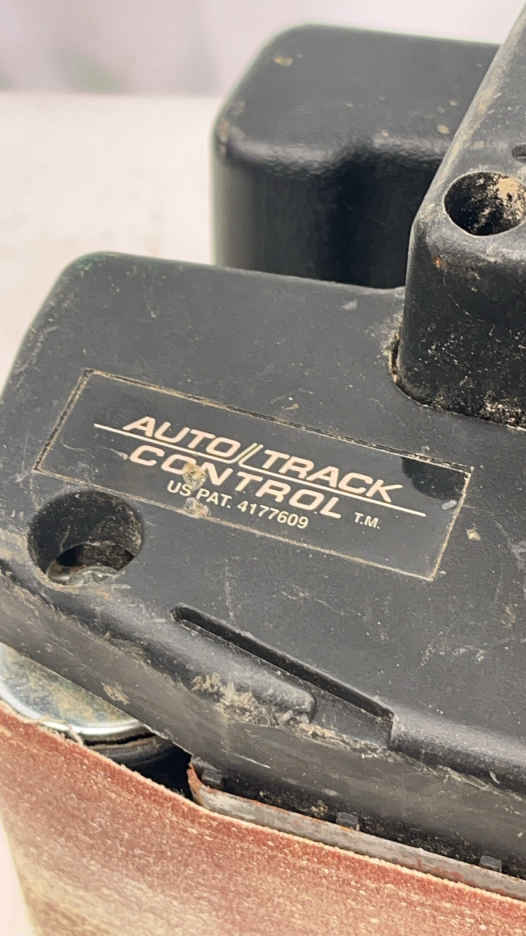 AUTO TRACK
CONTROL T.M.
US PAT. 4177609